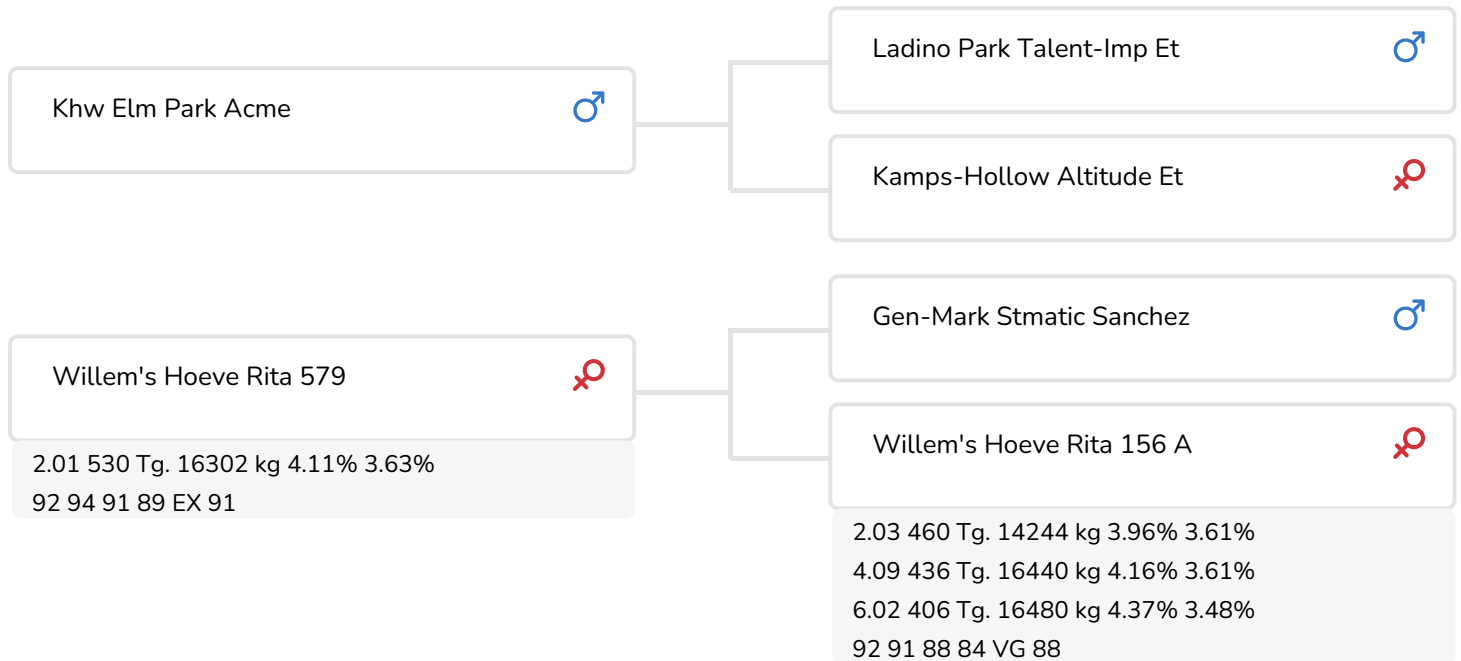 Khw Elm Park Acme
Ladino Park Talent-Imp Et
Kamps-Hollow Altitude Et
Willem's Hoeve Rita 579
2.01 530 Tg. 16302 kg 4.11% 3.63%
92 94 91 89 EX 91
Gen-Mark Stmatic Sanchez
Willem's Hoeve Rita 156 A
2.03 460 Tg. 14244 kg 3.96% 3.61%
4.09 436 Tg. 16440 kg 4.16% 3.61%
6.02 406 Tg. 16480 kg 4.37% 3.48%
92 91 88 84 VG 88